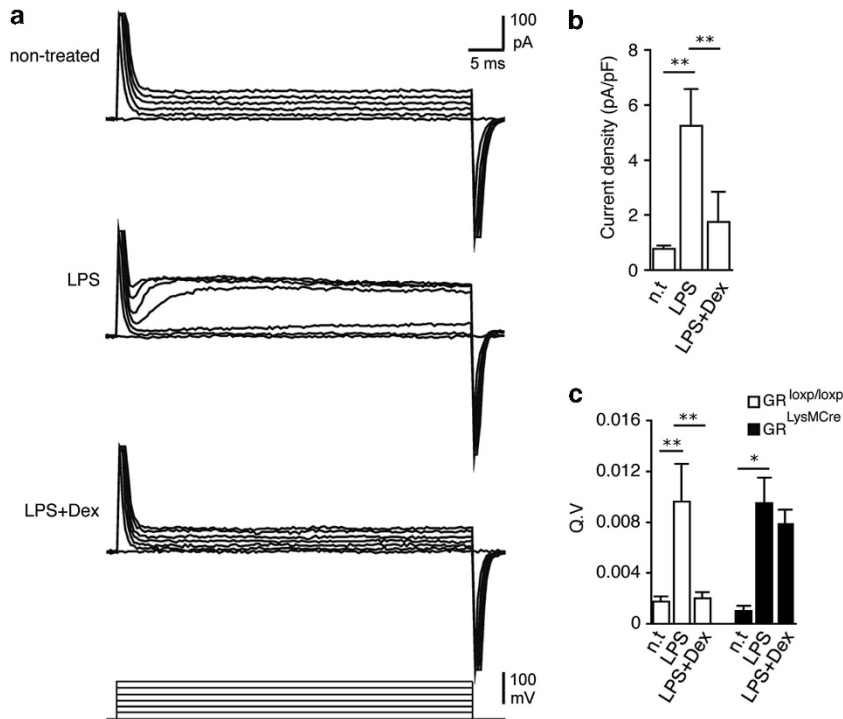 a
non-treated
100
pA
5 ms
LPS
LPS+Dex
100
mV
b
Current density (pA/pF)
8
6
4
2
0
**
**
n.t
LPS
LPS+Dex
c
GR loxp/loxp
GR LysMCre
Q.V
0.016
0.012
0.008
0.004
0
**
**
*
n.t
LPS
LPS+Dex
n.t
LPS
LPS+Dex